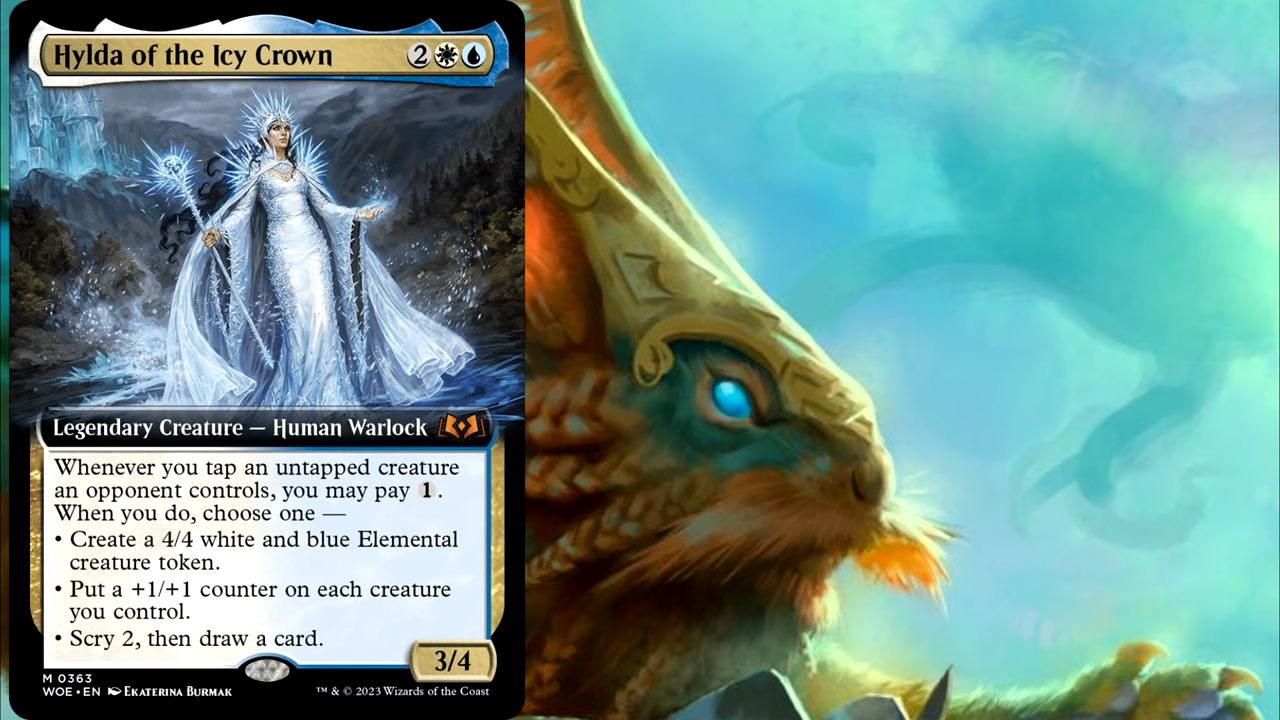 Hylda of the Icy Crown 2
Legendary Creature — Human Warlock
Whenever you tap an untapped creature
an opponent controls, you may pay 1.
When you do, choose one —
• Create a 4/4 white and blue Elemental
creature token.
• Put a +1/+1 counter on each creature
you control.
• Scry 2, then draw a card.
3/4
M 0363
WOE • EN Ekaterina Burmak
™ & © 2023 Wizards of the Coast